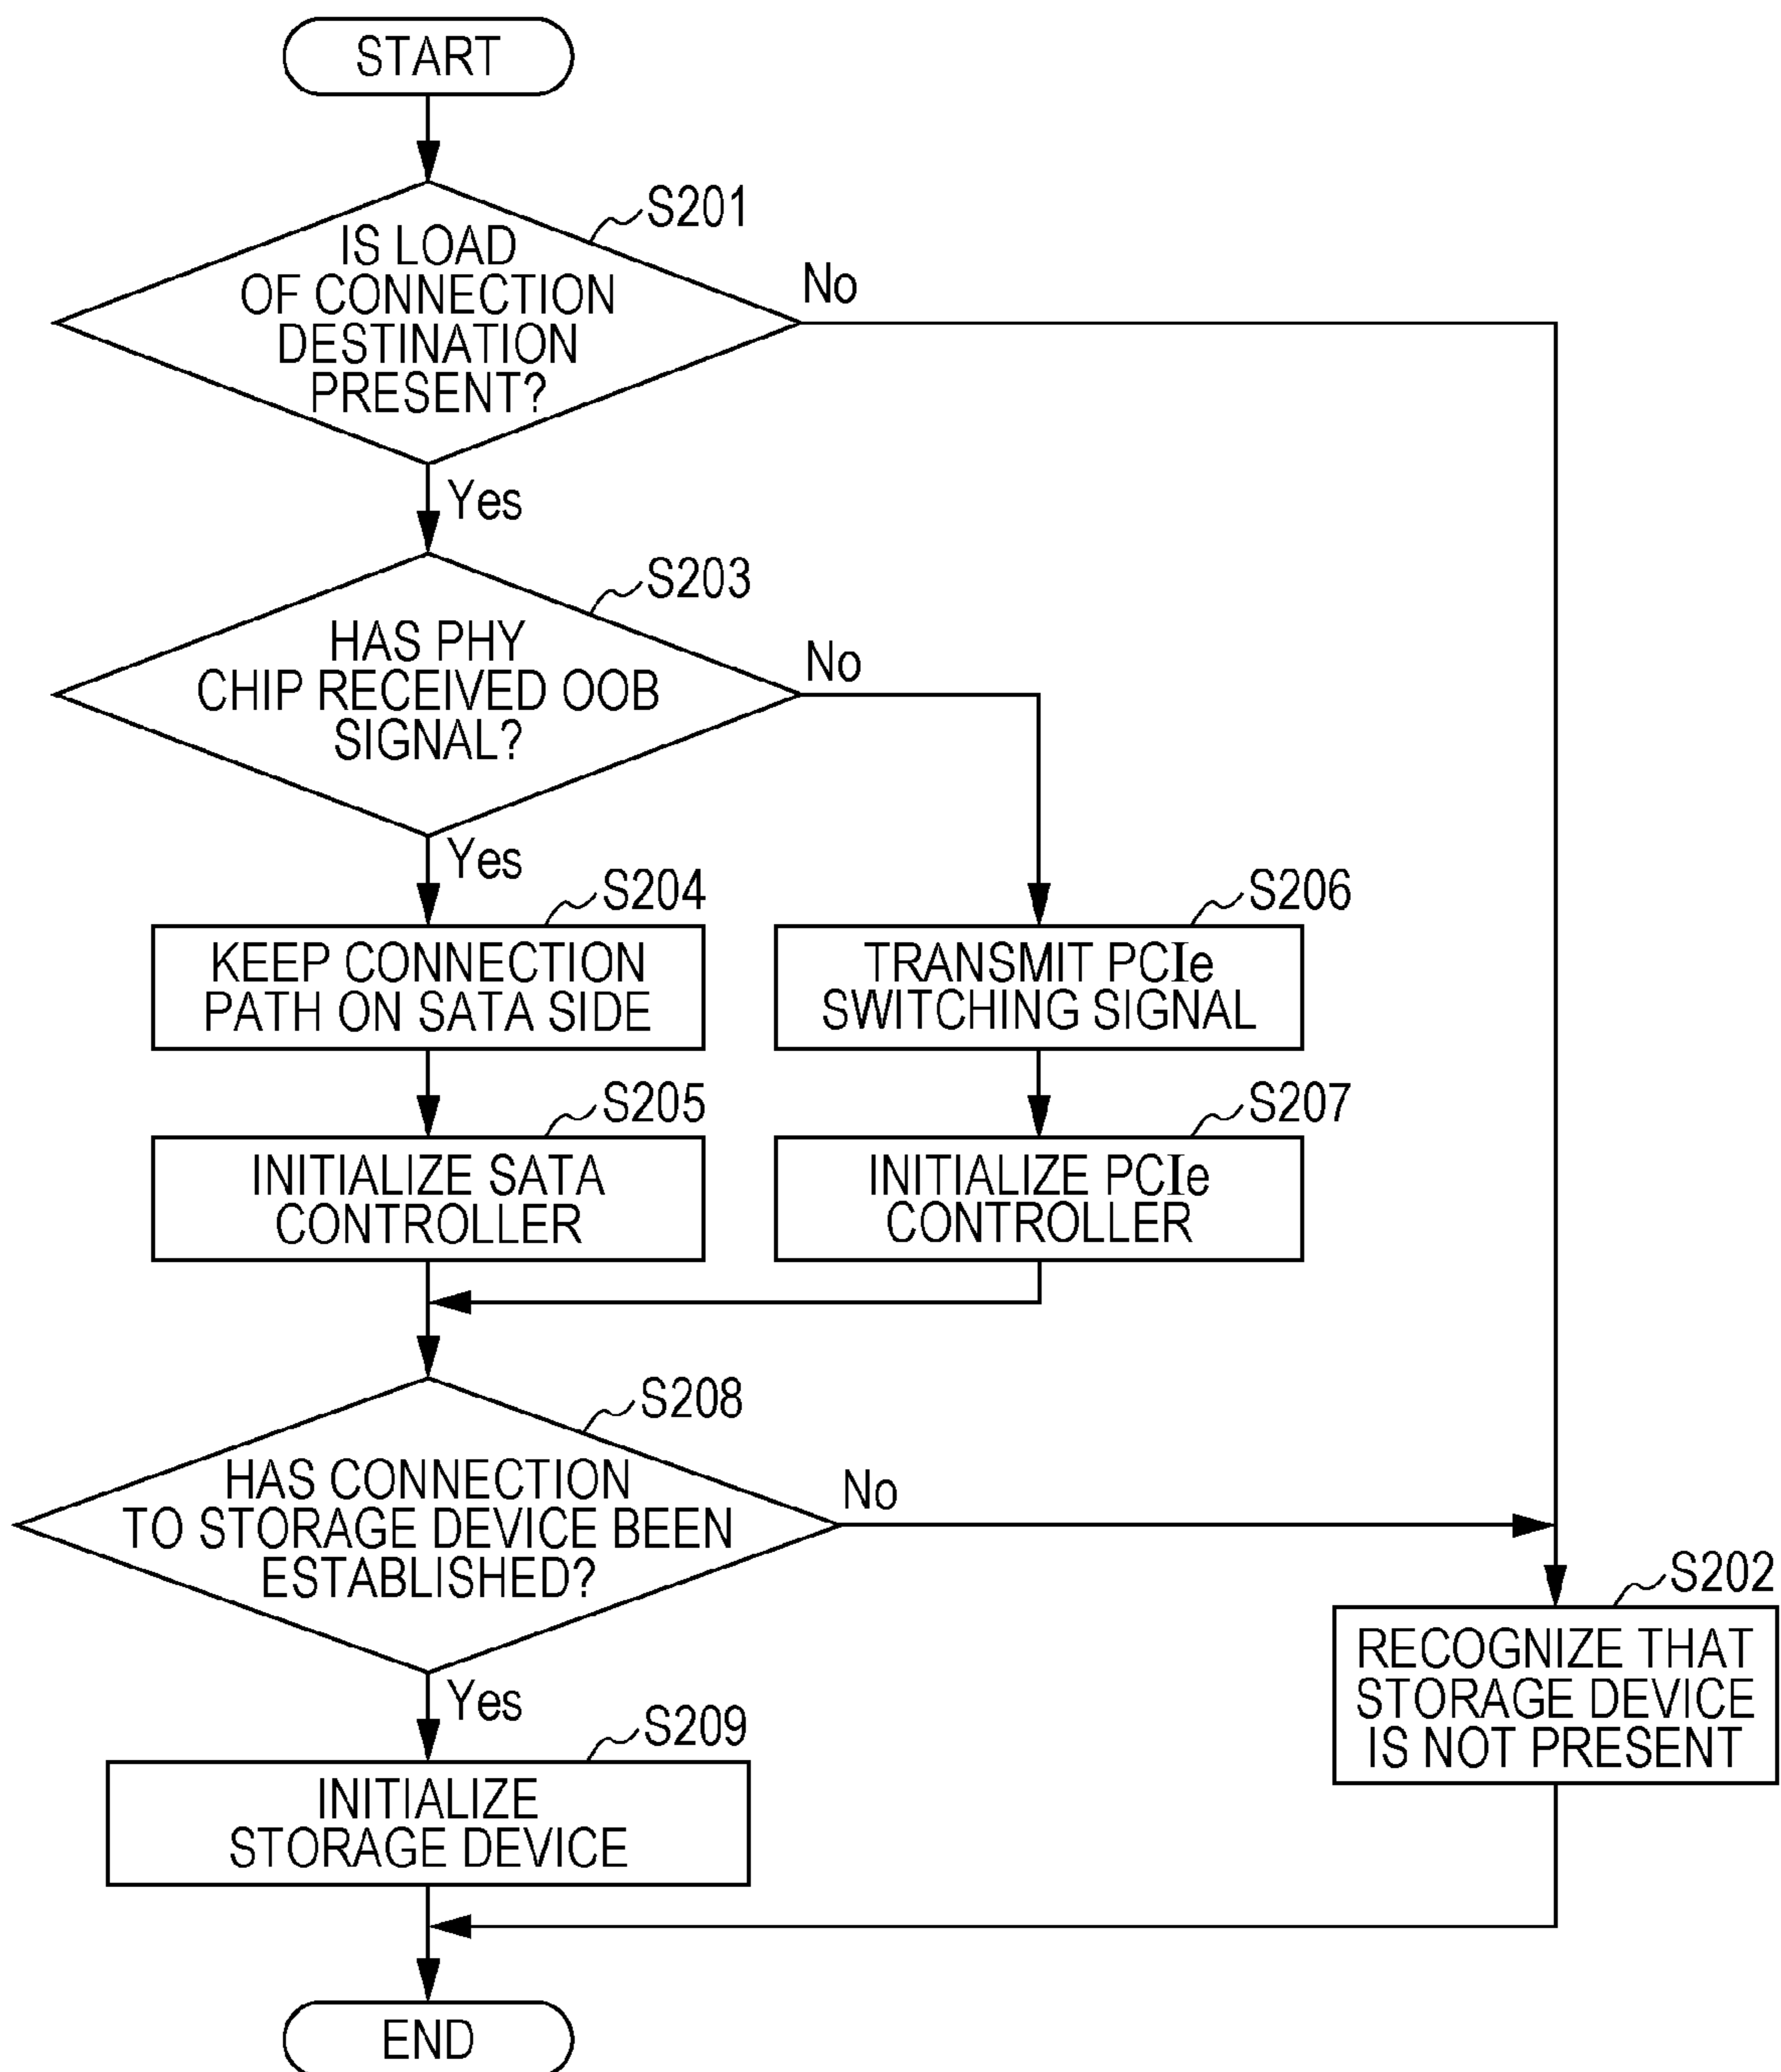 START
S201
IS LOAD
OF CONNECTION
DESTINATION
PRESENT?
No
Yes
S203
HAS PHY
CHIP RECEIVED OOB
SIGNAL?
No
Yes
S204
KEEP CONNECTION
PATH ON SATA SIDE
S206
TRANSMIT PCIe
SWITCHING SIGNAL
S205
INITIALIZE SATA
CONTROLLER
S207
INITIALIZE PCIe
CONTROLLER
S208
HAS CONNECTION
TO STORAGE DEVICE BEEN
ESTABLISHED?
No
Yes
S202
RECOGNIZE THAT
STORAGE DEVICE
IS NOT PRESENT
S209
INITIALIZE
STORAGE DEVICE
END